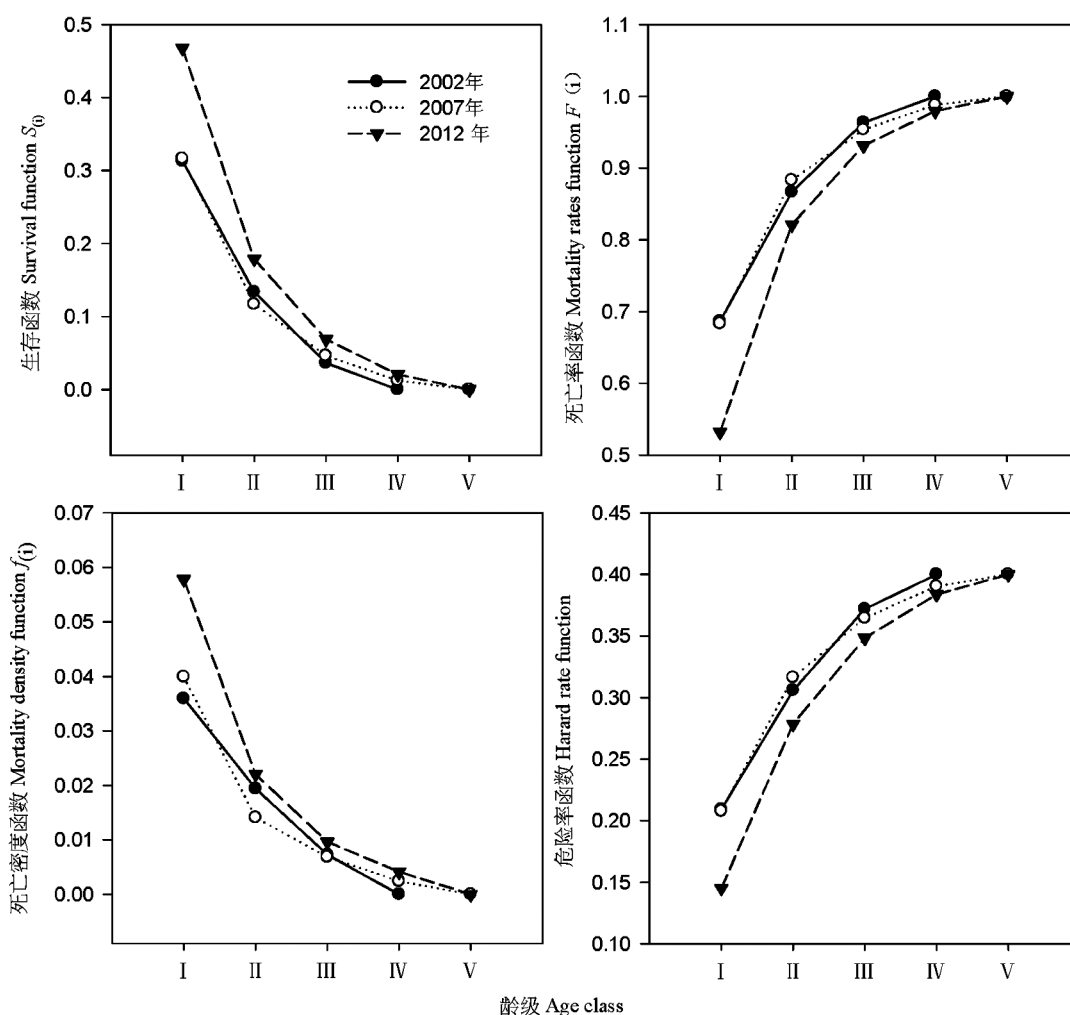 0.5
0.4
0.3
0.2
0.1
0.0
生存函数 Survival function S(i)
2002年
2007年
2012 年
I II III IV V
1.1
1.0
0.9
0.8
0.7
0.6
0.5
死亡率函数 Mortality rates function F（i）
I II III IV V
0.07
0.06
0.05
0.04
0.03
0.02
0.01
0.00
死亡密度函数 Mortality density function f(i)
I II III IV V
0.45
0.40
0.35
0.30
0.25
0.20
0.15
0.10
危险率函数 Harard rate function
I II III IV V
龄级 Age class